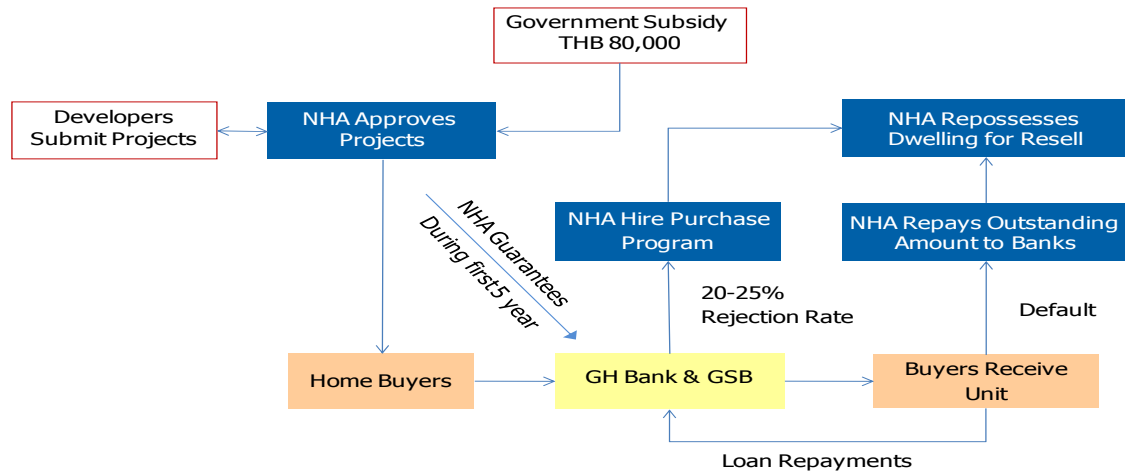 Government Subsidy
THB 80,000
Developers
Submit Projects
NHA Approves
Projects
NHA Repossesses
Dwelling for Resell
NHA Guarantees
During first5 year
NHA Hire Purchase
Program
NHA Repays Outstanding
Amount to Banks
20-25%
Rejection Rate
Default
Home Buyers
GH Bank & GSB
Buyers Receive
Unit
Loan Repayments